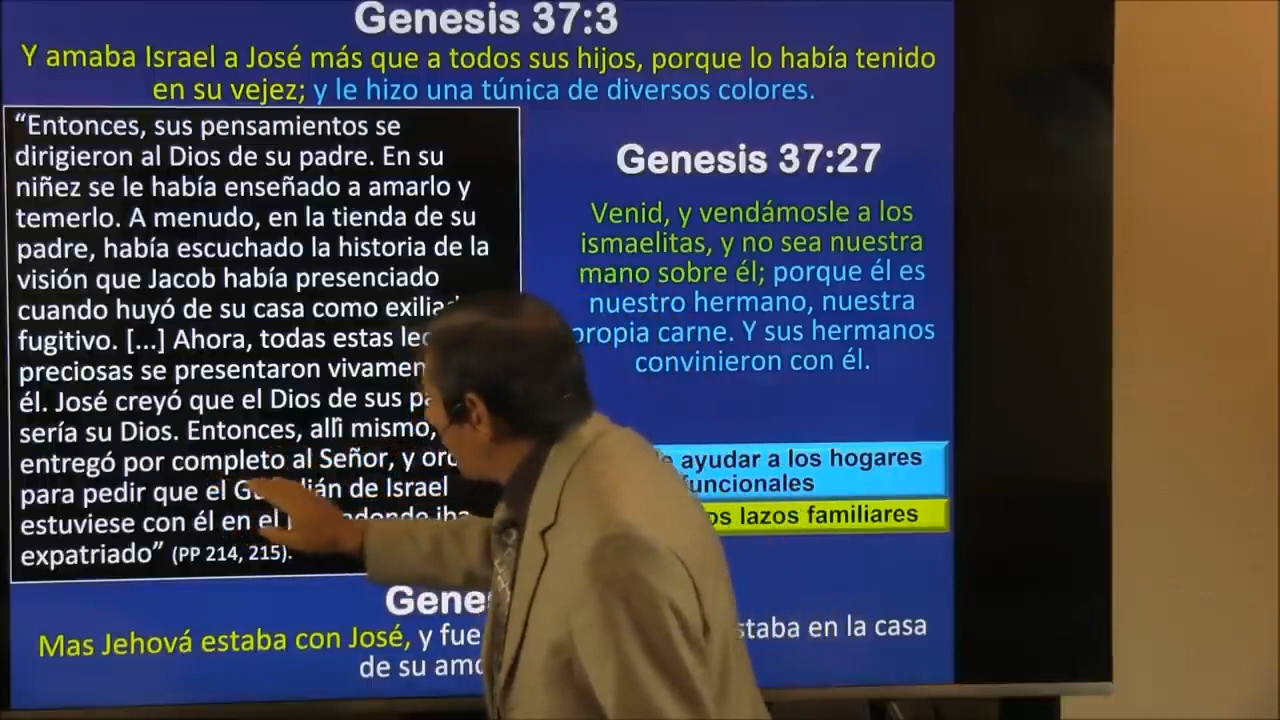 Genesis 37:3
Y amaba Israel a José más que a todos sus hijos, porque lo había tenido
en su vejez; y le hizo una túnica de diversos colores.
“Entonces, sus pensamientos se
dirigieron al Dios de su padre. En su
niñez se le había enseñado a amarlo y
temerlo. A menudo, en la tienda de su
padre, había escuchado la historia de la
visión que Jacob había presenciado
cuando huyó de su casa como
fugitivo. [...] Ahora, todas estas
preciosas se presentaron
él. José creyó que el Dios de sus
sería su Dios. Entonces, allí mismo,
entregó por completo al Señor, y
para pedir que el de Israel
estuviese con él en el
expatriado” (PP 214, 215).
Genesis 37:27
Venid, y vendámosle a los
ismaelitas, y no sea nuestra
mano sobre él; porque él es
nuestro hermano, nuestra
propia carne. Y sus hermanos
convinieron con él.
ayudar a los hogares
lazos familiares
Mas Jehová estaba con José, y fue en la casa
de su